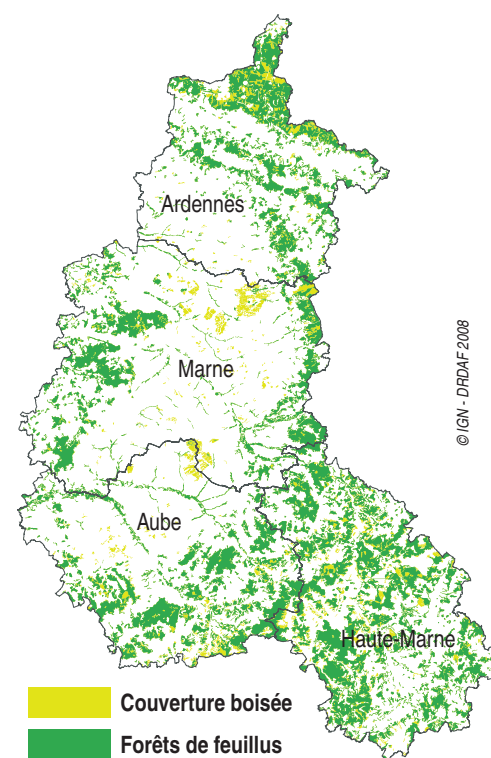 Ardennes
© IGN - DRDAF 2008
Marne
Aube
Haute-Marne
Couverture boisée
Forêts de feuillus